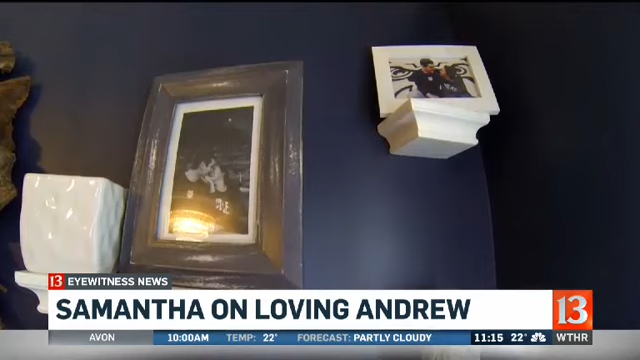 13 EYEWITNESS NEWS
SAMANTHA ON LOVING ANDREW
13
AVON 10:00AM TEMP: 22° FORECAST: PARTLY CLOUDY 11:15 22° NBC WTHR